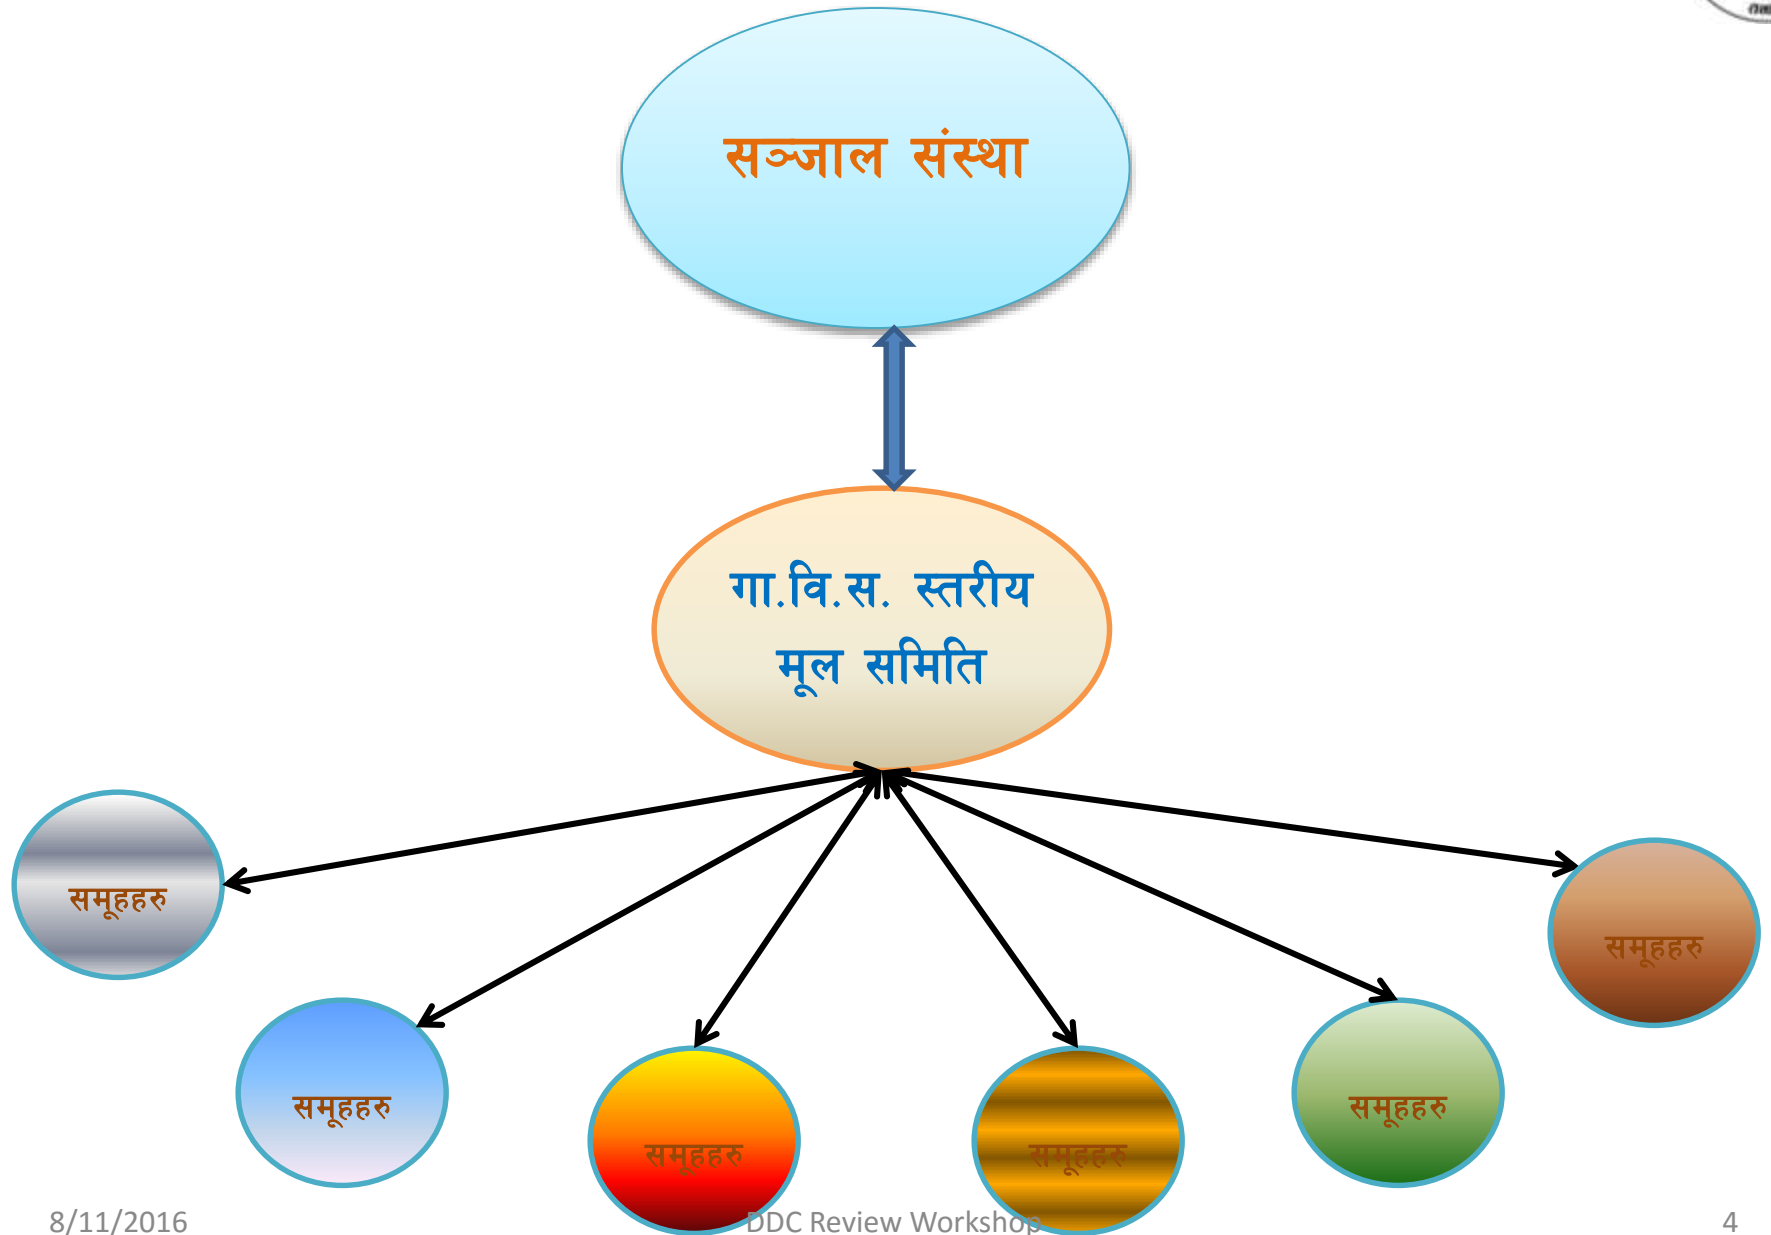 सञ्जाल संस्था
गा.वि.स. स्तरीय
मूल समिति
समूहहरु
समूहहरु
समूहहरु
समूहहरु
समूहहरु
समूहहरु
8/11/2016
DDC Review Workshop
4